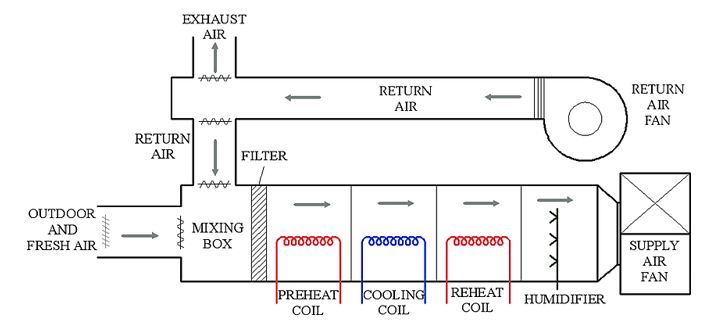 EXHAUST
AIR
RETURN
AIR
RETURN
AIR
FAN
RETURN
AIR
FILTER
OUTDOOR
AND
FRESH AIR
MIXING
BOX
SUPPLY
AIR
FAN
PREHEAT
COIL
COOLING
COIL
REHEAT
COIL
HUMIDIFIER